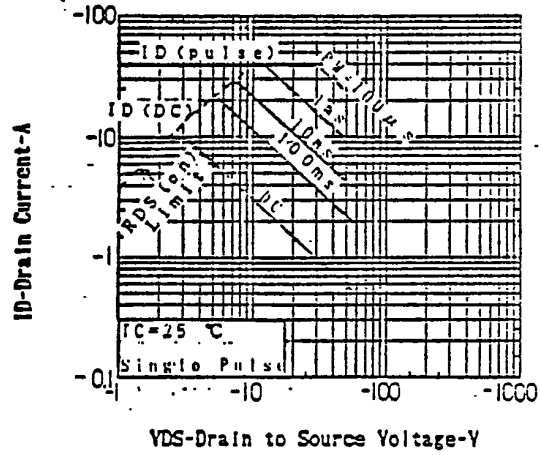 ID-Drain Current-A
-100
-10
-1
-0.1
ID(pulse)
ID(DC)
PW=100μs
1ms
10ms
100ms
DC
RDS(on)
Limit
TC=25 ℃
Single Pulse
-1
-10
-100
-1000
VDS-Drain to Source Voltage-V